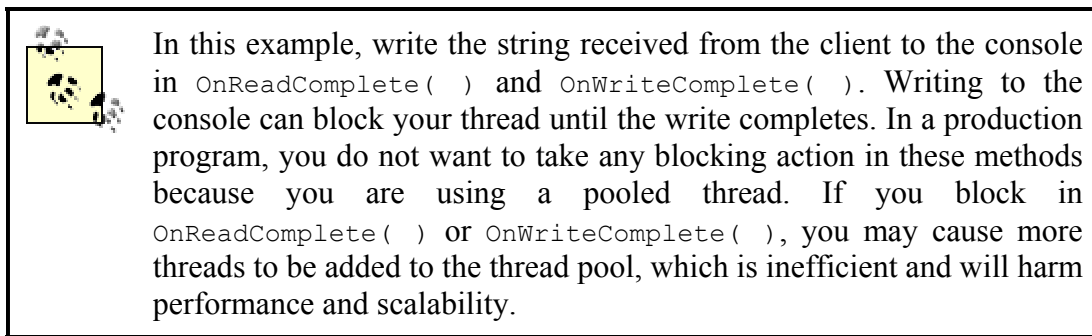 In this example, write the string received from the client to the console
in OnReadComplete( ) and OnWriteComplete( ). Writing to the
console can block your thread until the write completes. In a production
program, you do not want to take any blocking action in these methods
because you are using a pooled thread. If you block in
OnReadComplete( ) or OnWriteComplete( ), you may cause more
threads to be added to the thread pool, which is inefficient and will harm
performance and scalability.